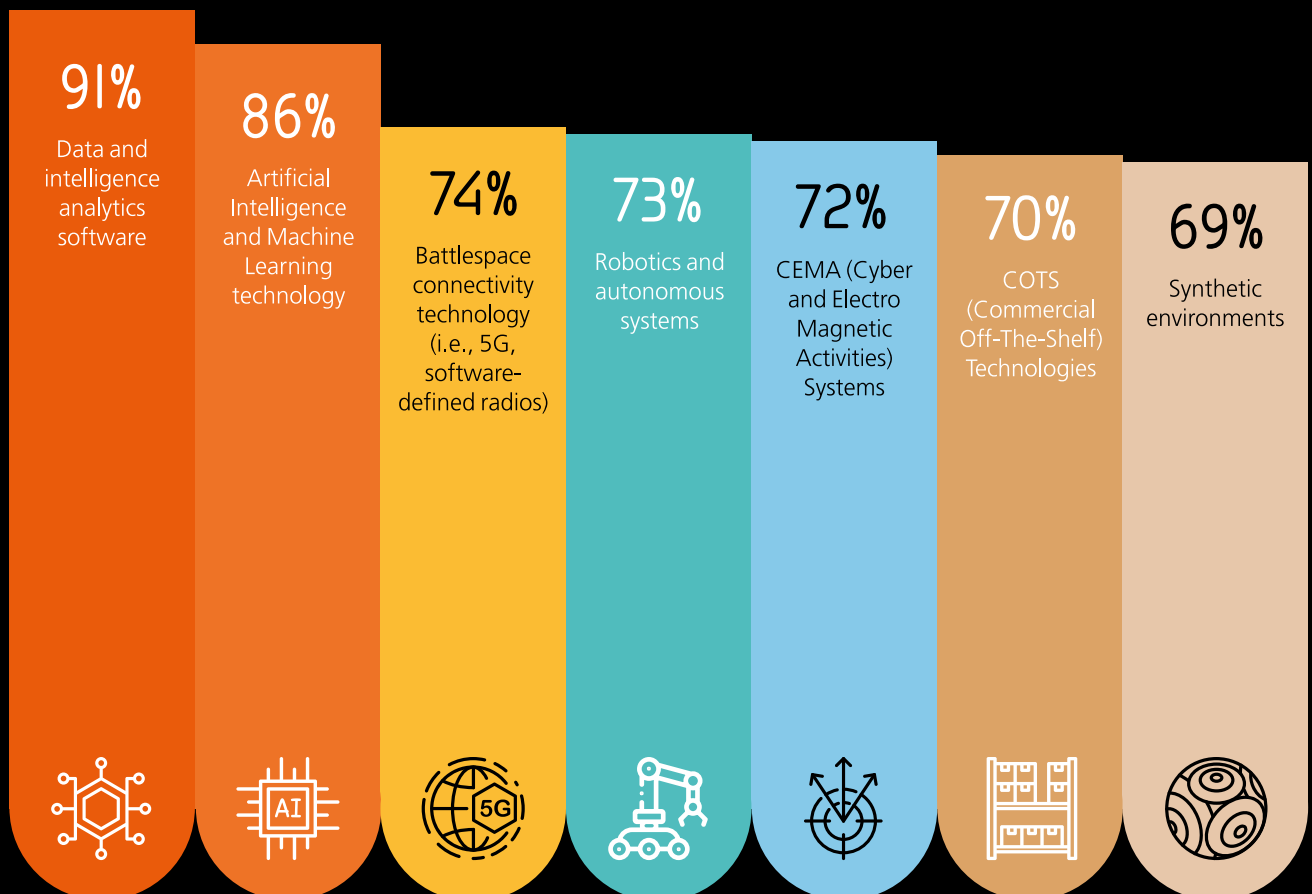 91%
Data and
intelligence
analytics
software
86%
Artificial
Intelligence
and Machine
Learning
technology
74%
Battlespace
connectivity
technology
(i.e., 5G,
software-
defined radios)
73%
Robotics and
autonomous
systems
72%
CEMA (Cyber
and Electro
Magnetic
Activities)
Systems
70%
COTS
(Commercial
Off-The-Shelf)
Technologies
69%
Synthetic
environments
AI
5G